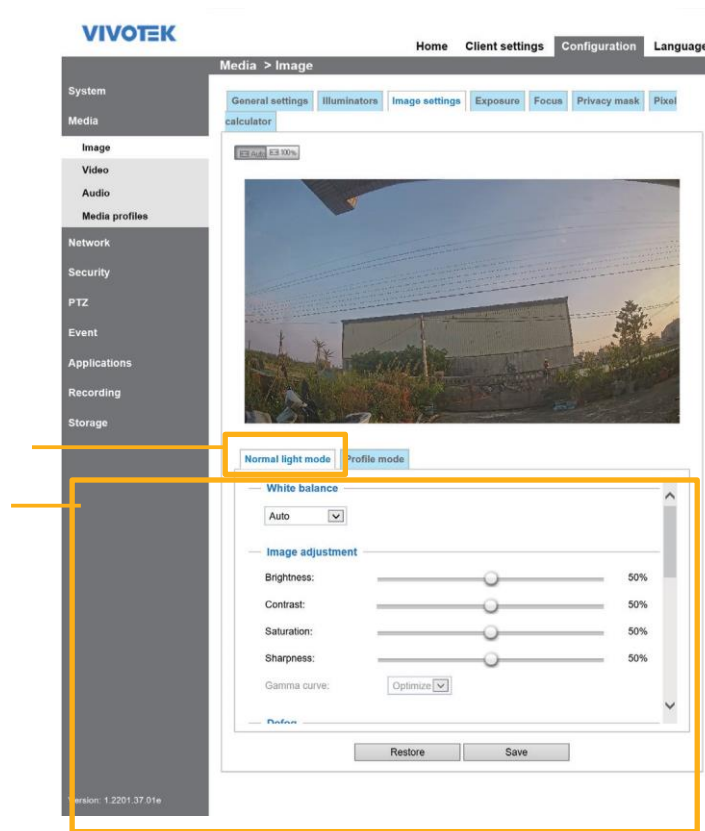 VIVOTEK
Home Client settings Configuration Language
Media > Image
System
Media
Image
Video
Audio
Media profiles
Network
Security
PTZ
Event
Applications
Recording
Storage
General settings Illuminators Image settings Exposure Focus Privacy mask Pixel
calculator
Auto 100%
Normal light mode Profile mode
White balance
Auto
Image adjustment
Brightness: 50%
Contrast: 50%
Saturation: 50%
Sharpness: 50%
Gamma curve: Optimize
Defog
Restore Save
Version: 1.2201.37.01e